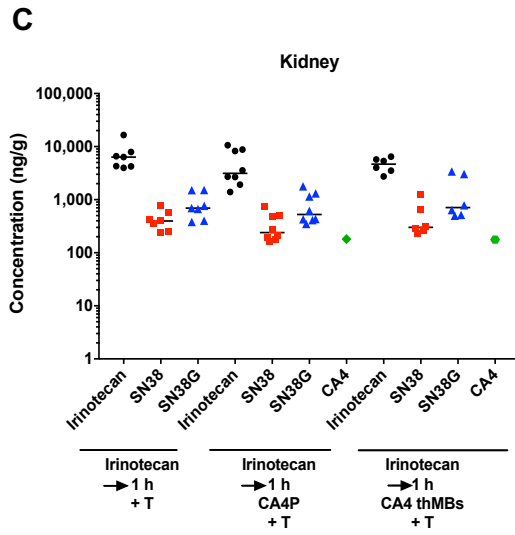 C
Kidney
Concentration (ng/g)
100,000
10,000
1,000
100
10
1
Irinotecan
SN38
SN38G
Irinotecan
SN38
SN38G
CA4
Irinotecan
SN38
SN38G
CA4
Irinotecan
→ 1 h
+ T
Irinotecan
→ 1 h
CA4P
+ T
Irinotecan
→ 1 h
CA4 thMBs
+ T